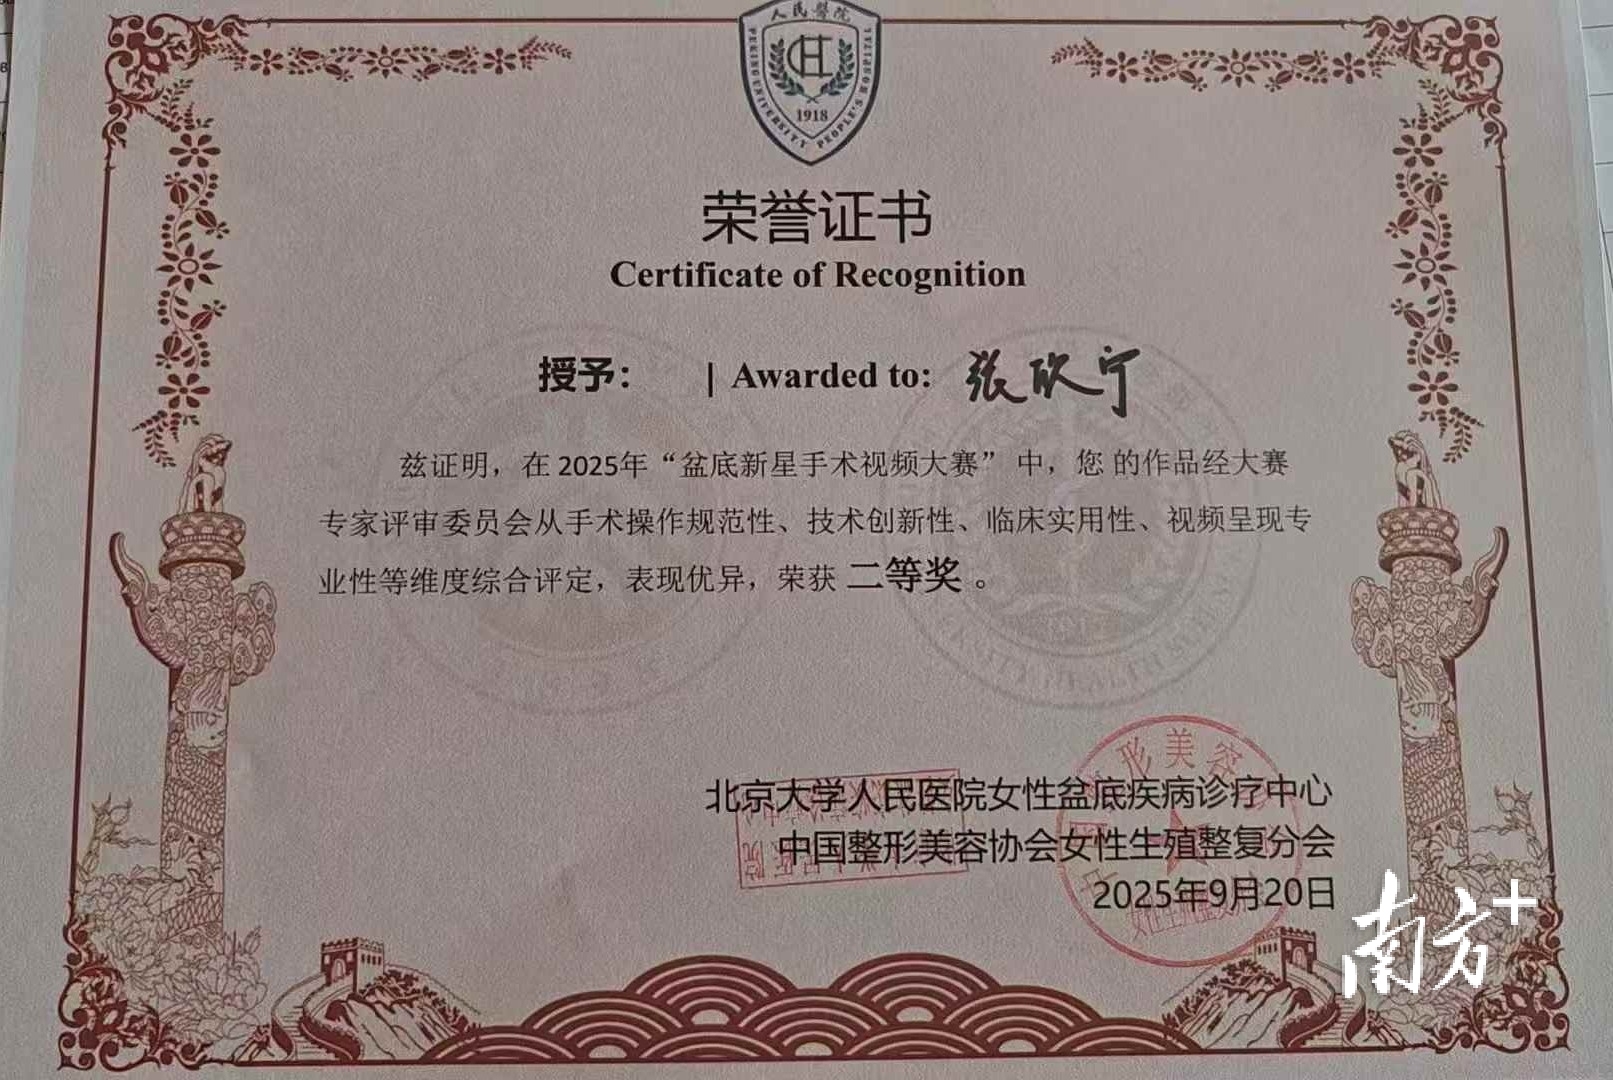 人民醫院
PEKING UNIVERSITY PEOPLE'S HOSPITAL
1918
荣誉证书
Certificate of Recognition
授予： | Awarded to: 张欣宁
兹证明，在 2025年“盆底新星手术视频大赛” 中，您 的作品经大赛
专家评审委员会从手术操作规范性、技术创新性、临床实用性、视频呈现专
业性等维度综合评定，表现优异，荣获 二等奖 。
北京大学人民医院女性盆底疾病诊疗中心
中国整形美容协会女性生殖整复分会
2025年9月20日
南方+